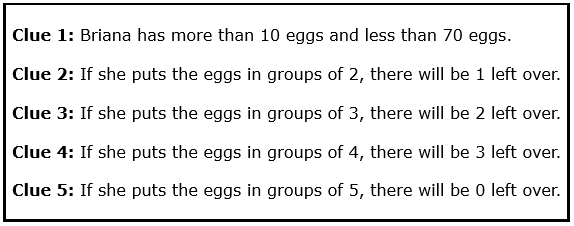 Clue 1: Briana has more than 10 eggs and less than 70 eggs.
Clue 2: If she puts the eggs in groups of 2, there will be 1 left over.
Clue 3: If she puts the eggs in groups of 3, there will be 2 left over.
Clue 4: If she puts the eggs in groups of 4, there will be 3 left over.
Clue 5: If she puts the eggs in groups of 5, there will be 0 left over.